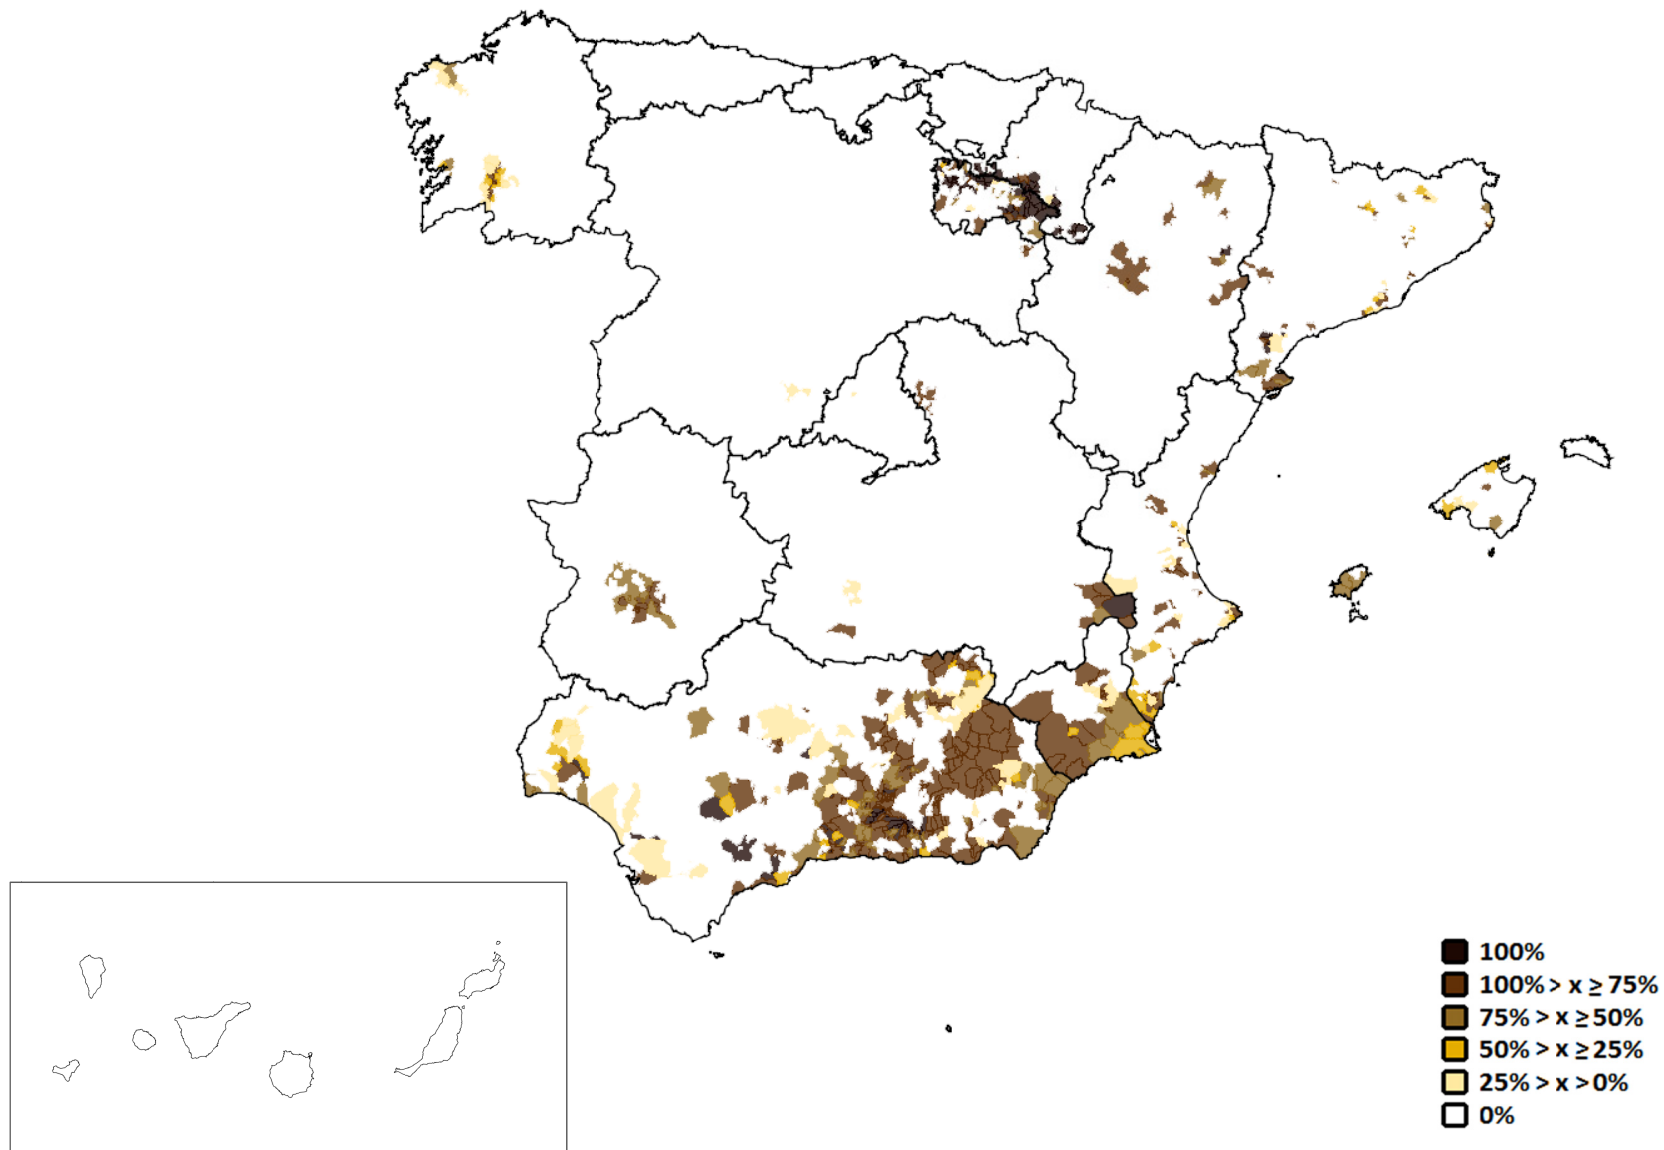 100%
100% > x ≥ 75%
75% > x ≥ 50%
50% > x ≥ 25%
25% > x > 0%
0%